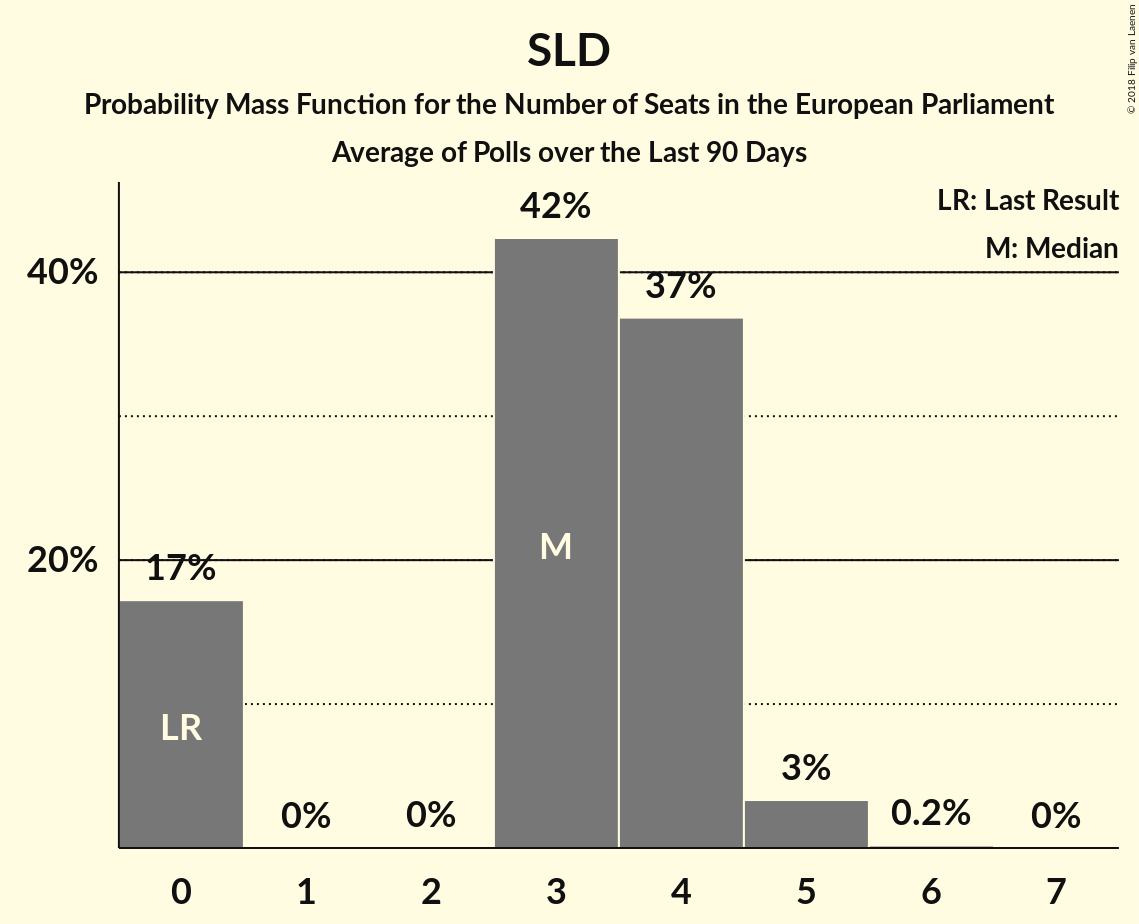 SLD
Probability Mass Function for the Number of Seats in the European Parliament
Average of Polls over the Last 90 Days
© 2018 Filip van Laenen
LR: Last Result
M: Median
42%
40%
37%
20%
17%
M
LR
3%
0%
0%
0.2%
0%
0 1 2 3 4 5 6 7